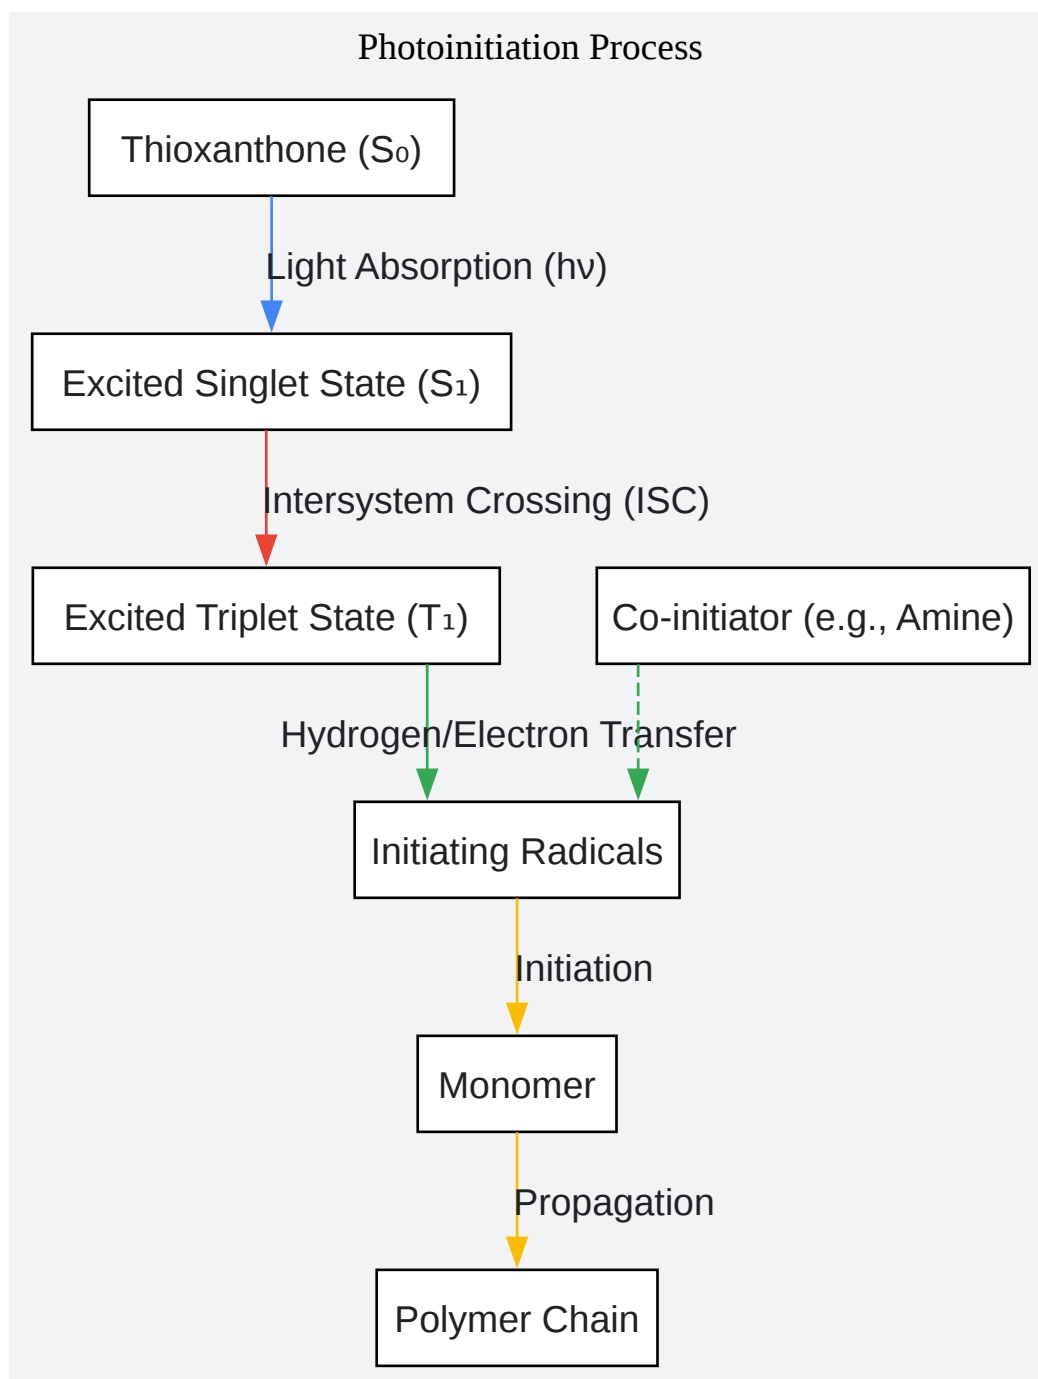 Photoinitiation Process
Thioxanthone (S₀)
Light Absorption (hν)
Excited Singlet State (S₁)
Intersystem Crossing (ISC)
Excited Triplet State (T₁)
Co-initiator (e.g., Amine)
Hydrogen/Electron Transfer
Initiating Radicals
Initiation
Monomer
Propagation
Polymer Chain